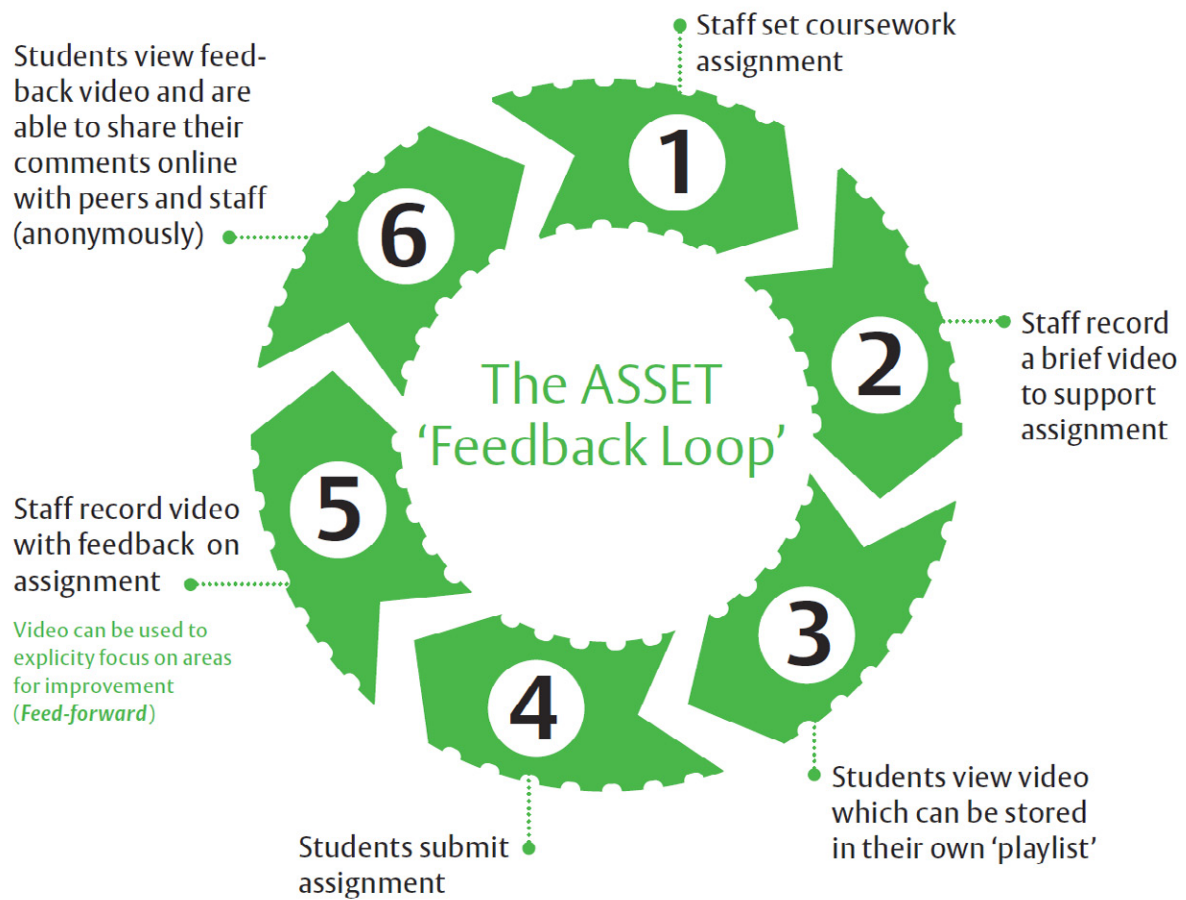 The ASSET
‘Feedback Loop’
1
Staff set coursework
assignment
2
Staff record
a brief video
to support
assignment
3
Students view video
which can be stored
in their own ‘playlist’
4
Students submit
assignment
5
Staff record video
with feedback on
assignment
Video can be used to
explicity focus on areas
for improvement
(Feed-forward)
6
Students view feed-
back video and are
able to share their
comments online
with peers and staff
(anonymously)